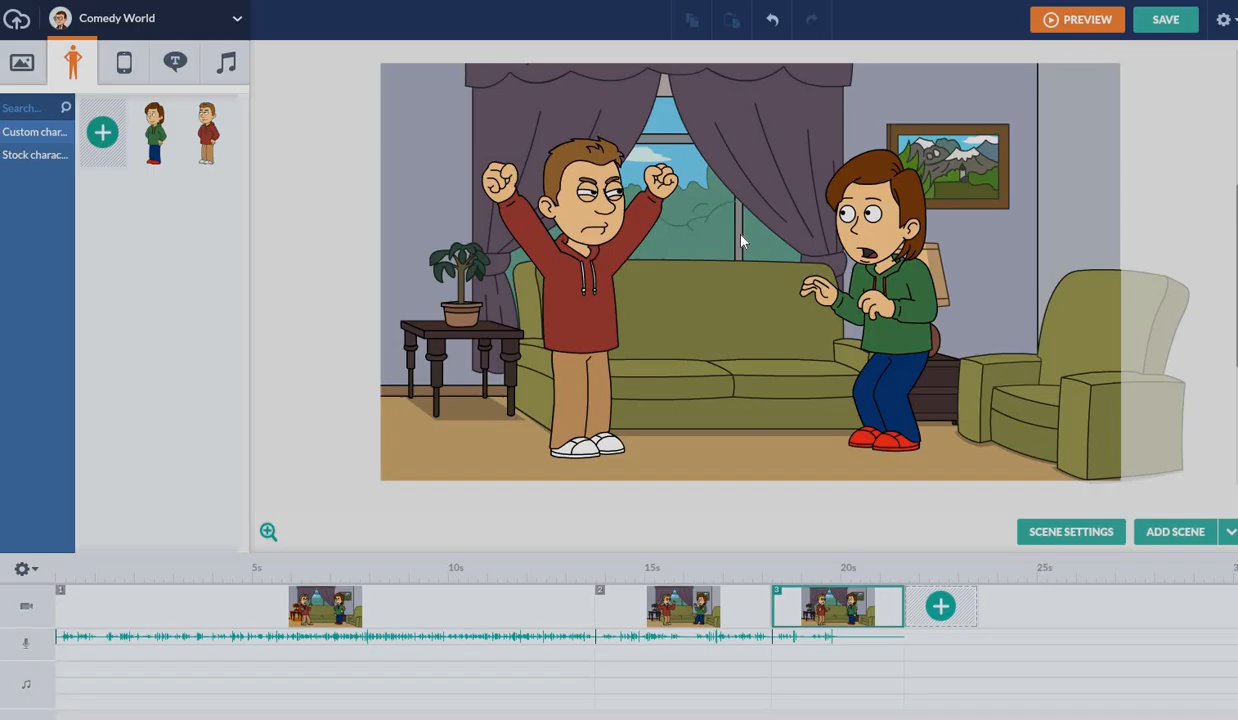 Comedy World
PREVIEW
SAVE
Search...
Custom char...
Stock charac...
SCENE SETTINGS
ADD SCENE
5s
10s
15s
20s
25s
1
2
3